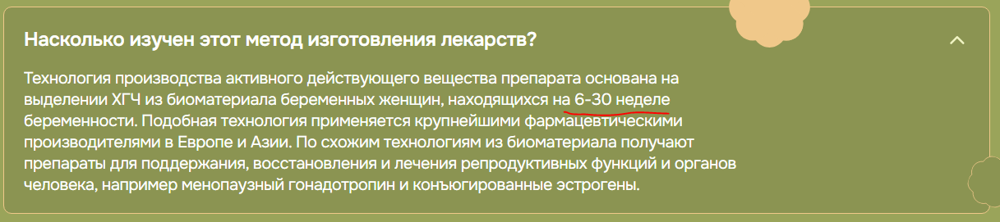 Насколько изучен этот метод изготовления лекарств?
Технология производства активного действующего вещества препарата основана на
выделении ХГЧ из биоматериала беременных женщин, находящихся на 6-30 неделе
беременности. Подобная технология применяется крупнейшими фармацевтическими
производителями в Европе и Азии. По схожим технологиям из биоматериала получают
препараты для поддержания, восстановления и лечения репродуктивных функций и органов
человека, например менопаузный гонадотропин и конъюгированные эстрогены.